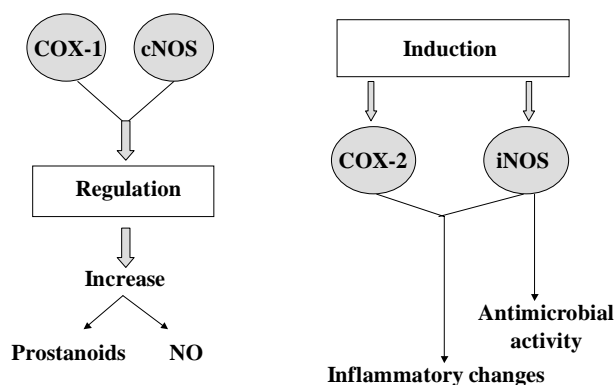 COX-1
cNOS
Regulation
Increase
Prostanoids
NO
Induction
COX-2
iNOS
Antimicrobial
activity
Inflammatory changes